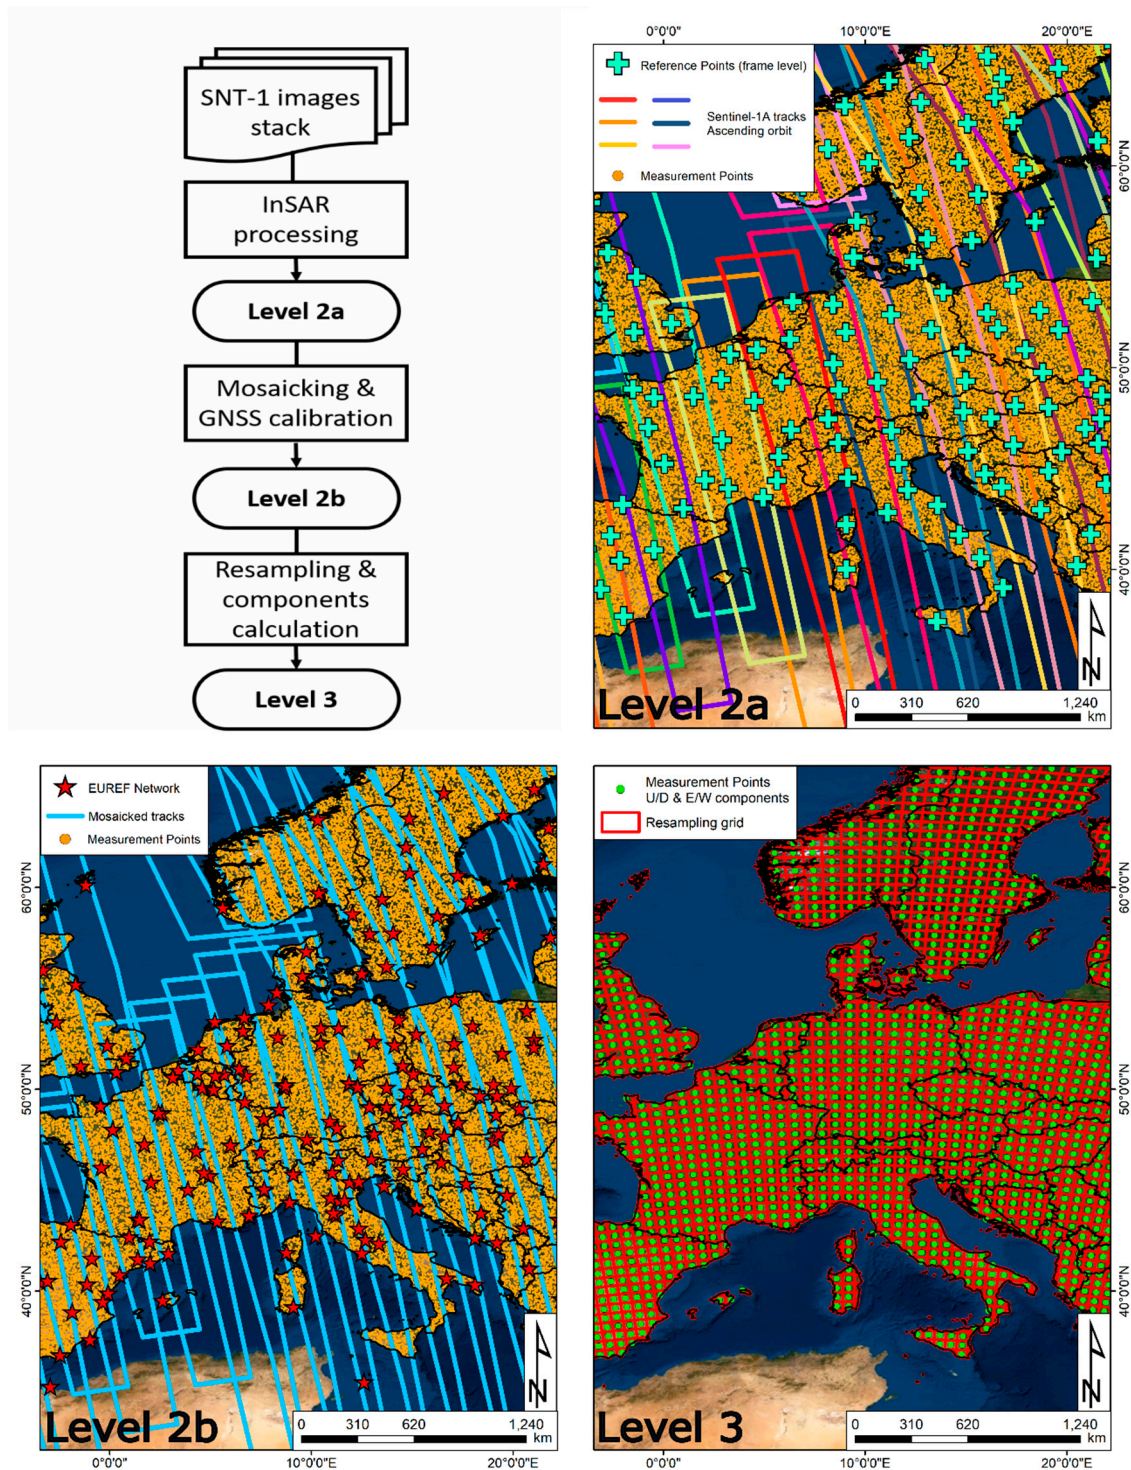 SNT-1 images
stack
InSAR
processing
Level 2a
Mosaicking &
GNSS calibration
Level 2b
Resampling &
components
calculation
Level 3
0°0'0"
10°0'0"E
20°0'0"E
Reference Points (frame level)
Sentinel-1A tracks
Ascending orbit
Measurement Points
60°0'0"N
50°0'0"N
40°0'0"N
N
Level 2a
0 310 620 1,240
km
EUREF Network
Mosaicked tracks
Measurement Points
60°0'0"N
50°0'0"N
40°0'0"N
N
Level 2b
0 310 620 1,240
km
0°0'0"
10°0'0"E
20°0'0"E
Measurement Points
U/D & E/W components
Resampling grid
60°0'0"N
50°0'0"N
40°0'0"N
N
Level 3
0 310 620 1,240
km
0°0'0"
10°0'0"E
20°0'0"E